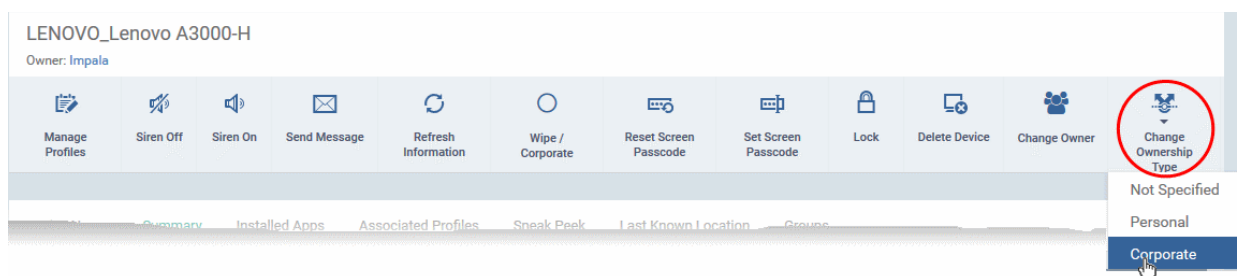 LENOVO_Lenovo A3000-H
Owner: Impala
Manage Profiles
Siren Off
Siren On
Send Message
Refresh Information
Wipe / Corporate
Reset Screen Passcode
Set Screen Passcode
Lock
Delete Device
Change Owner
Change Ownership Type
Not Specified
Summary
Installed Apps
Associated Profiles
Sneak Peek
Last Known Location
Groups
Personal
Corporate